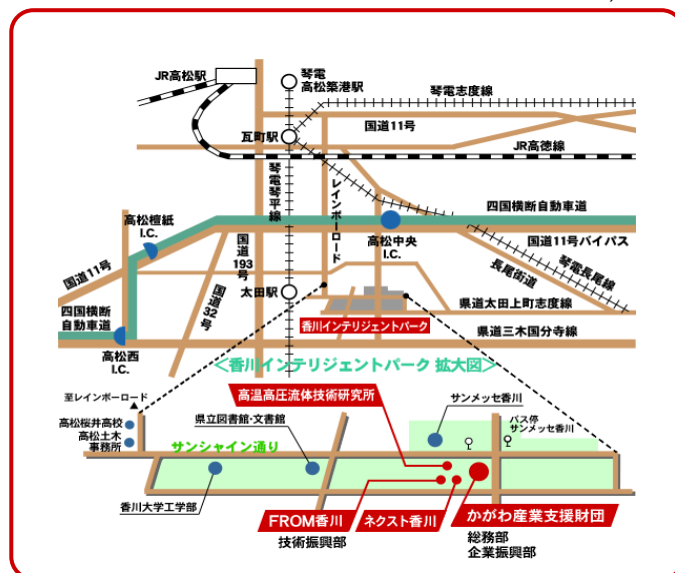 JR高松駅
琴電
高松築港駅
琴電志度線
国道11号
瓦町駅
JR高徳線
琴電琴平線
レインボーロード
高松檀紙
I.C.
四国横断自動車道
高松中央
I.C.
国道11号バイパス
国道
193号
国道11号
国道32号
長尾街道
琴電長尾線
太田駅
県道太田上町志度線
四国横断
自動車道
香川インテリジェントパーク
県道三木国分寺線
高松西
I.C.
<香川インテリジェントパーク 拡大図>
至レインボーロード
高温高圧流体技術研究所
サンメッセ香川
高松桜井高校
高松土木
事務所
県立図書館・文書館
バス停
サンメッセ香川
サンシャイン通り
香川大学工学部
FROM香川
ネクスト香川
かがわ産業支援財団
技術振興部
総務部
企業振興部